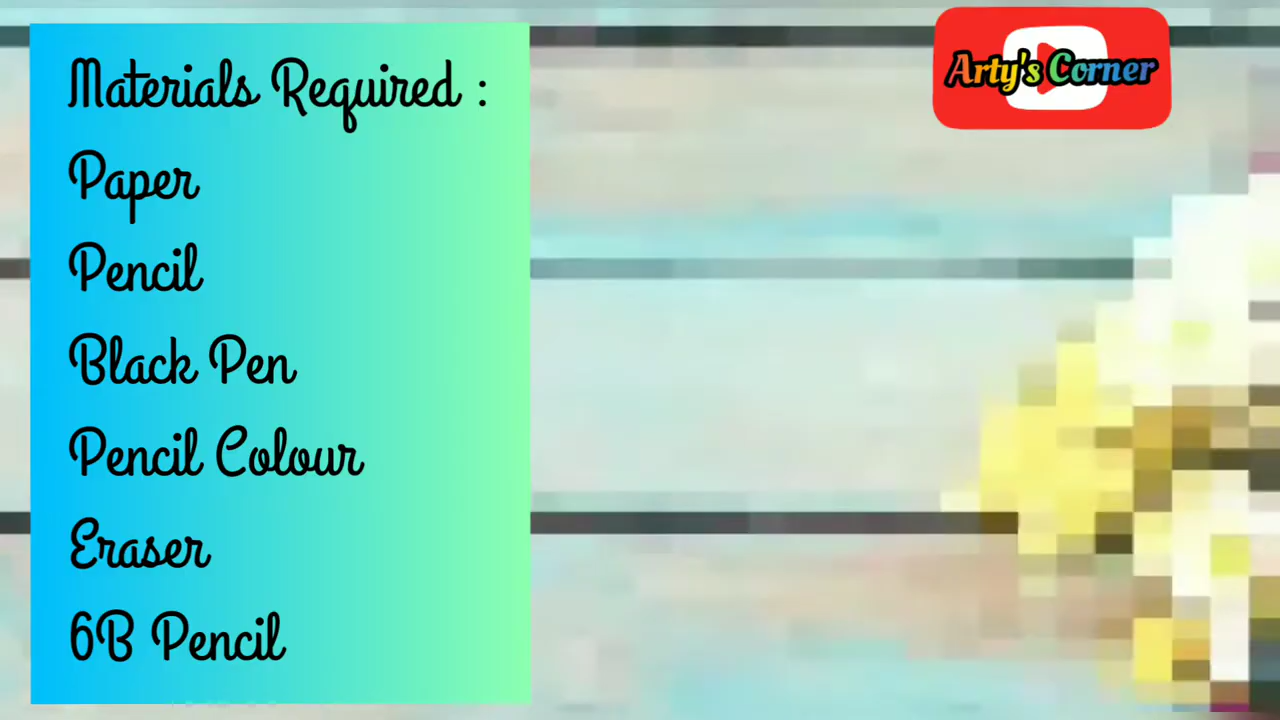 Materials Required :
Paper
Pencil
Black Pen
Pencil Colour
Eraser
6B Pencil
Arty's Corner